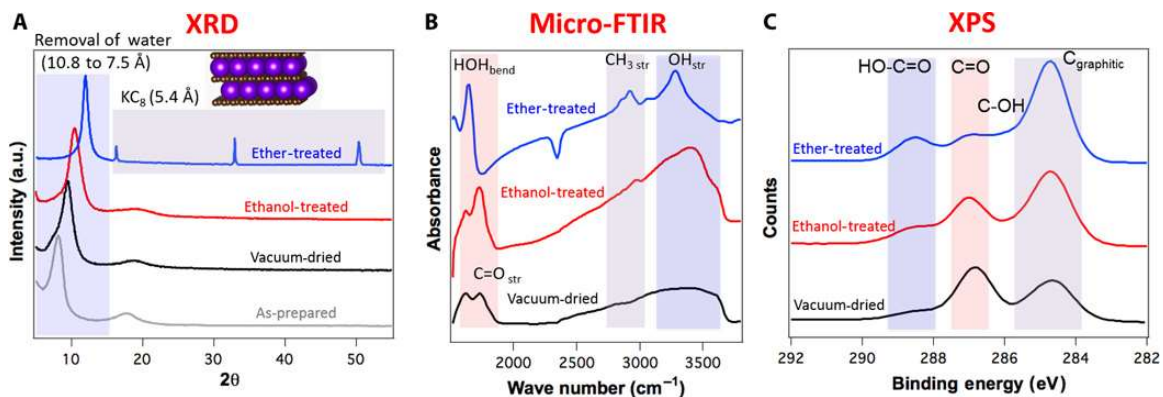 A
XRD
Removal of water
(10.8 to 7.5 Å)
KC8 (5.4 Å)
Ether-treated
Ethanol-treated
Vacuum-dried
As-prepared
Intensity (a.u.)
10 20 30 40 50
2θ
B
Micro-FTIR
HOHbend
CH3 str
OHstr
Ether-treated
Ethanol-treated
C=O str
Vacuum-dried
Absorbance
2000 2500 3000 3500
Wave number (cm−1)
C
XPS
HO-C=O
C=O
C-OH
Cgraphitic
Ether-treated
Ethanol-treated
Vacuum-dried
Counts
292 290 288 286 284 282
Binding energy (eV)